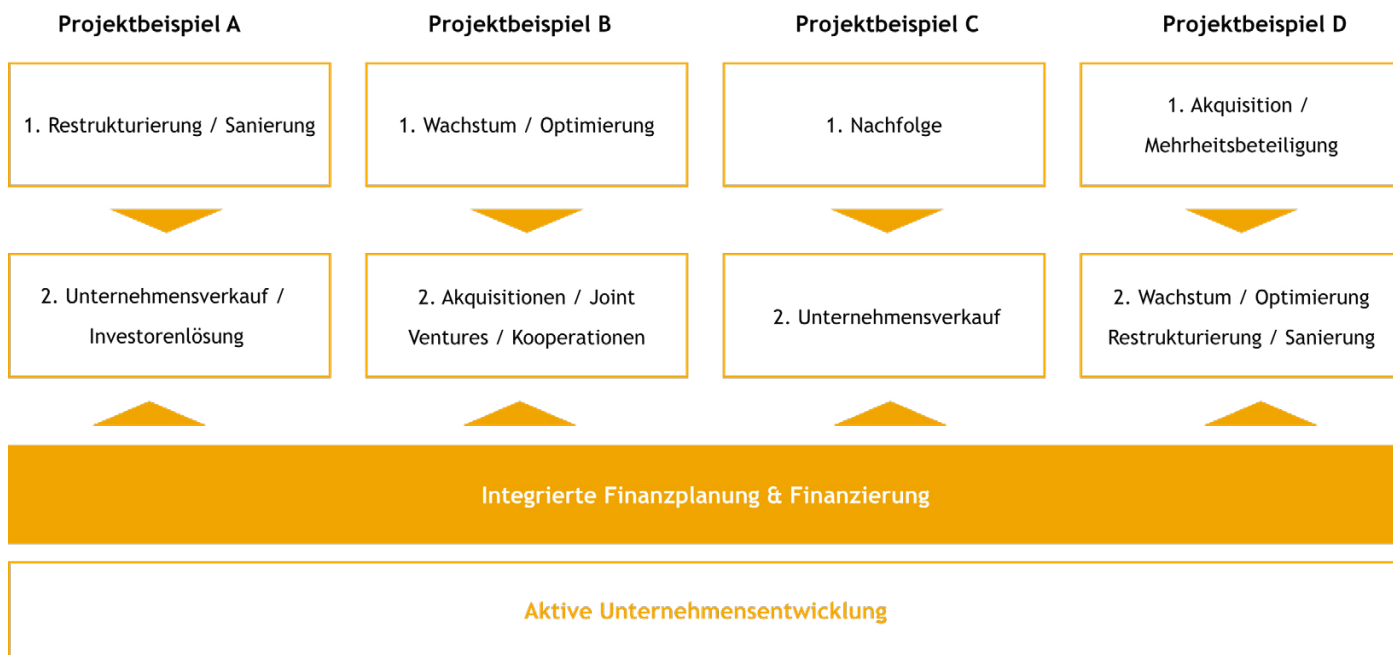 Projektbeispiel A
Projektbeispiel B
Projektbeispiel C
Projektbeispiel D
1. Restrukturierung / Sanierung
1. Wachstum / Optimierung
1. Nachfolge
1. Akquisition /
Mehrheitsbeteiligung
2. Unternehmensverkauf /
Investorenlösung
2. Akquisitionen / Joint
Ventures / Kooperationen
2. Unternehmensverkauf
2. Wachstum / Optimierung
Restrukturierung / Sanierung
Integrierte Finanzplanung & Finanzierung
Aktive Unternehmensentwicklung